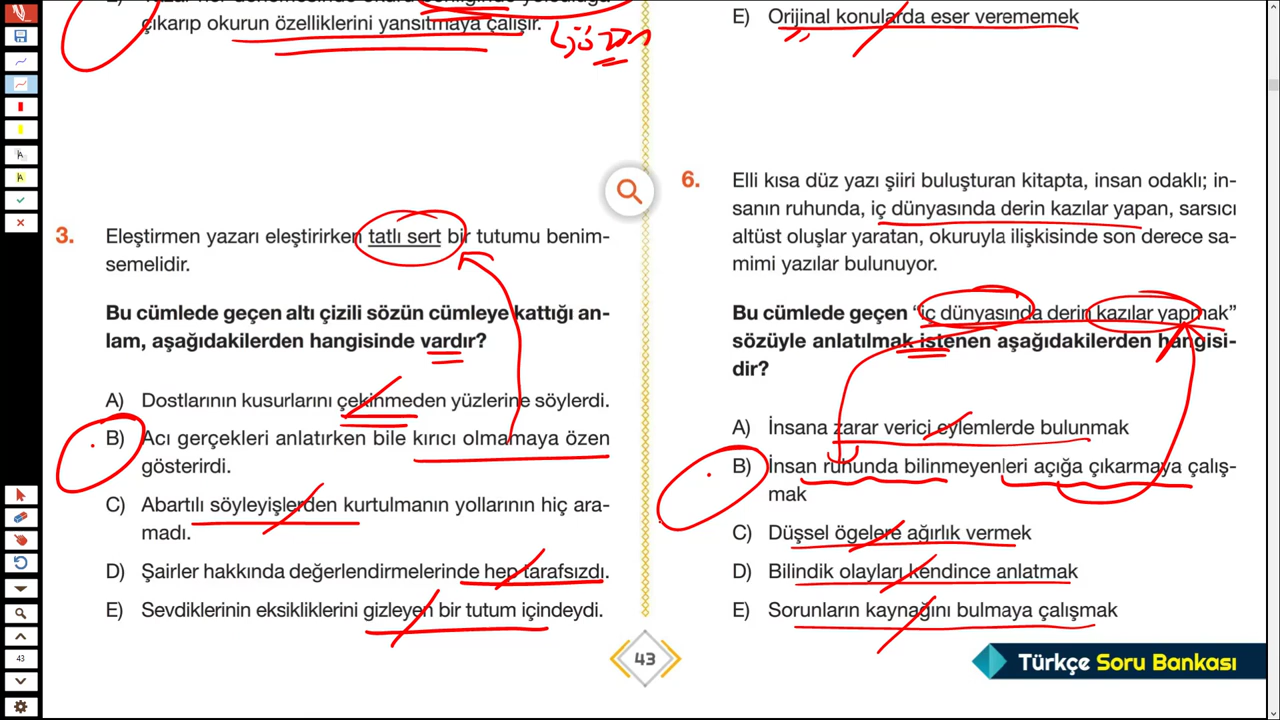 çıkarıp okurun özelliklerini yansıtmaya çalışır.
E) Orijinal konularda eser verememek
3. Eleştirmen yazarı eleştirirken tatlı sert bir tutumu benim-
semelidir.
Bu cümlede geçen altı çizili sözün cümleye kattığı an-
lam, aşağıdakilerden hangisinde vardır?
A) Dostlarının kusurlarını çekinmeden yüzlerine söylerdi.
B) Acı gerçekleri anlatırken bile kırıcı olmamaya özen
gösterirdi.
C) Abartılı söyleyişlerden kurtulmanın yollarının hiç ara-
madı.
D) Şairler hakkında değerlendirmelerinde hep tarafsızdı.
E) Sevdiklerinin eksikliklerini gizleyen bir tutum içindeydi.
6. Elli kısa düz yazı şiiri buluşturan kitapta, insan odaklı; in-
sanın ruhunda, iç dünyasında derin kazılar yapan, sarsıcı
altüst oluşlar yaratan, okuruyla ilişkisinde son derece sa-
mimi yazılar bulunuyor.
Bu cümlede geçen "iç dünyasında derin kazılar yapmak"
sözüyle anlatılmak istenen aşağıdakilerden hangisi-
dir?
A) İnsana zarar verici eylemlerde bulunmak
B) İnsan ruhunda bilinmeyenleri açığa çıkarmaya çalış-
mak
C) Düşsel ögelere ağırlık vermek
D) Bilindik olayları kendince anlatmak
E) Sorunların kaynağını bulmaya çalışmak
43
43
Türkçe Soru Bankası